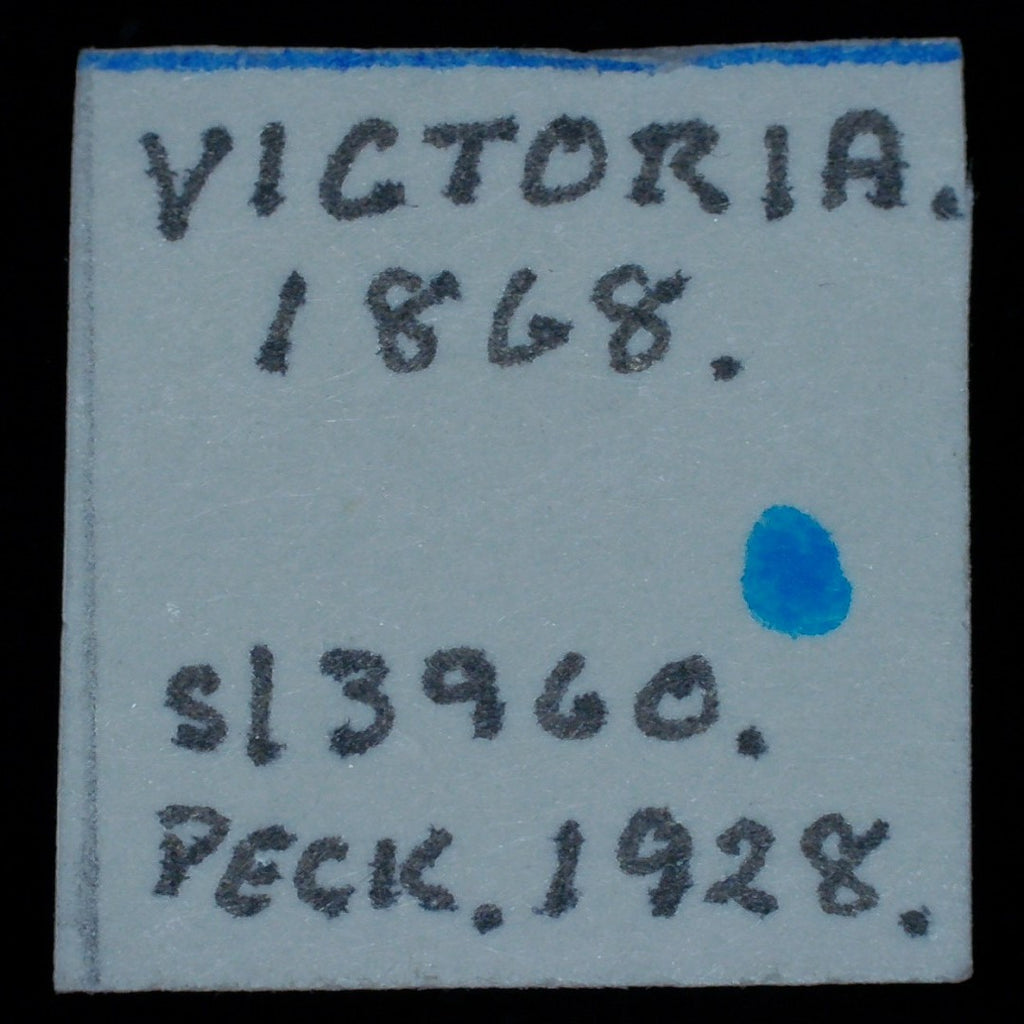 VICTORIA.
1868.
S13960.
PECK. 1928.